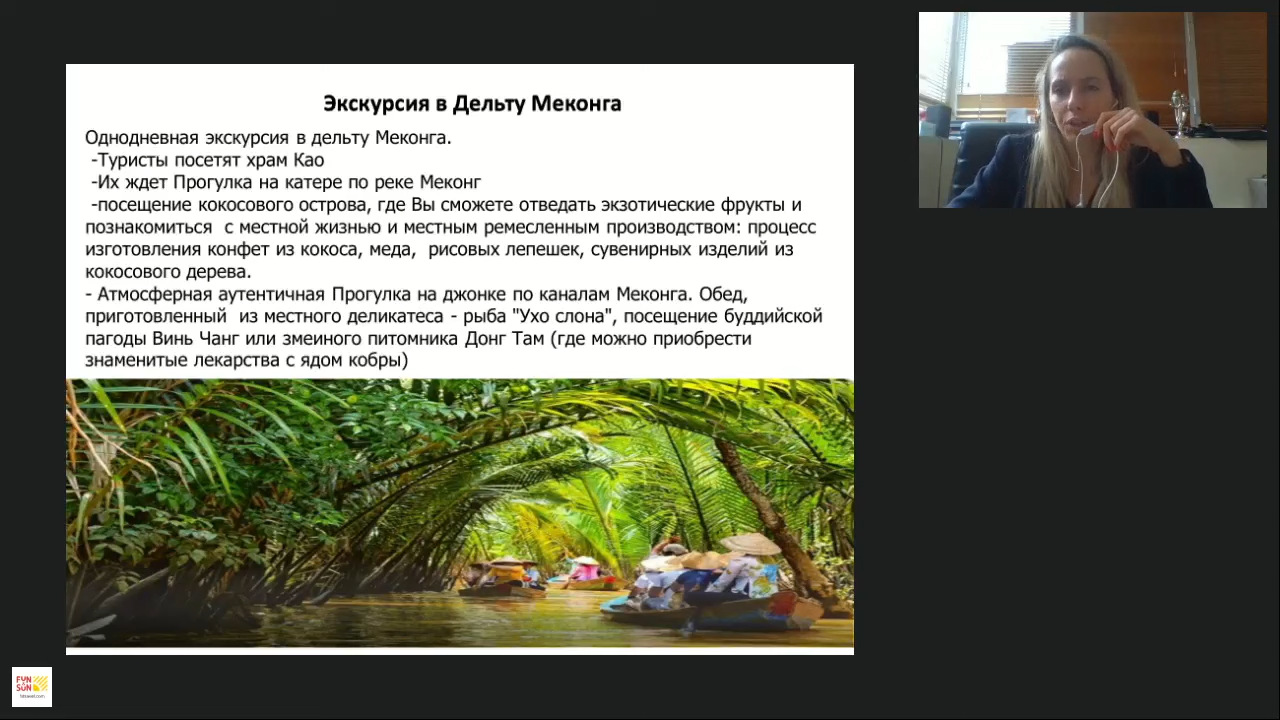 Экскурсия в Дельту Меконга
Однодневная экскурсия в дельту Меконга.
-Туристы посетят храм Као
-Их ждет Прогулка на катере по реке Меконг
-посещение кокосового острова, где Вы сможете отведать экзотические фрукты и
познакомиться с местной жизнью и местным ремесленным производством: процесс
изготовления конфет из кокоса, меда, рисовых лепешек, сувенирных изделий из
кокосового дерева.
- Атмосферная аутентичная Прогулка на джонке по каналам Меконга. Обед,
приготовленный из местного деликатеса - рыба "Ухо слона", посещение буддийской
пагоды Винь Чанг или змеиного питомника Донг Там (где можно приобрести
знаменитые лекарства с ядом кобры)
FUN
&SUN
fstravel.com